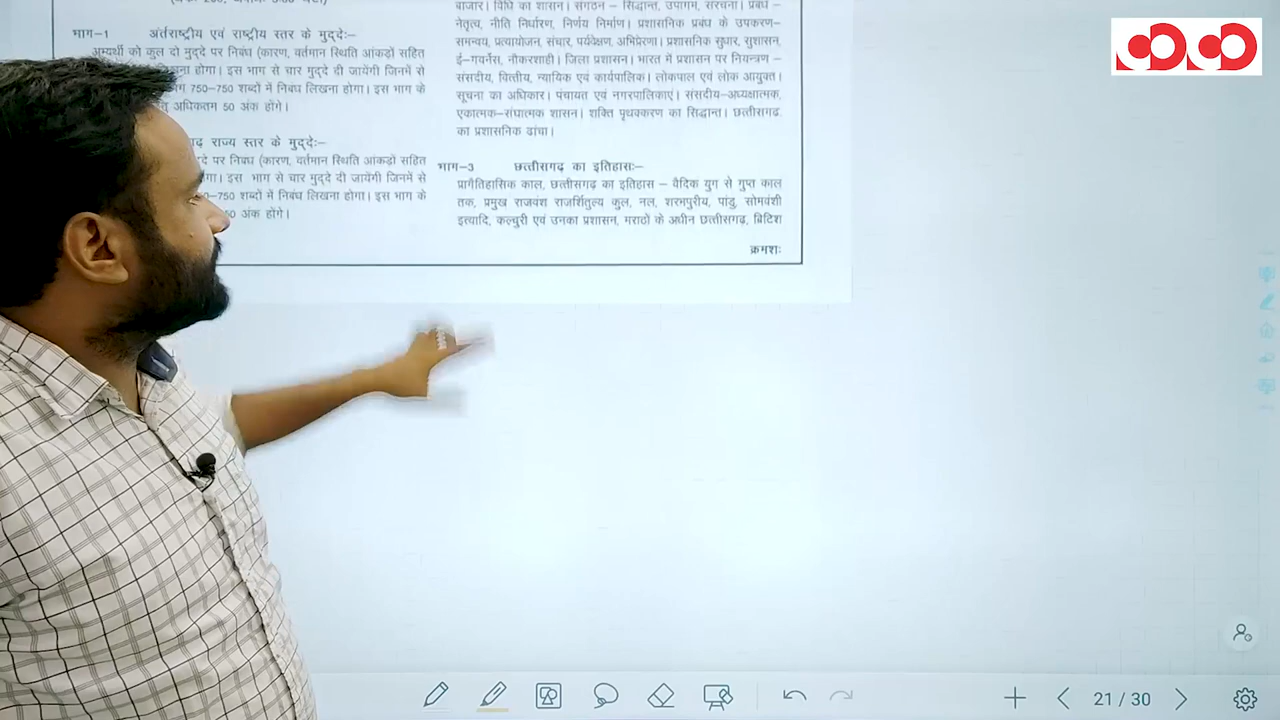 भाग-1 अंर्तराष्ट्रीय एवं राष्ट्रीय स्तर के मुद्दे:-
अभ्यर्थी को कुल दो मुद्दे पर निबंध (कारण, वर्तमान स्थिति आंकड़ों सहित
होगा। इस भाग से चार मुद्दे दी जायेंगी जिनमें से
750-750 शब्दों में निबंध लिखना होगा। इस भाग के
अधिकतम 50 अंक होंगे।
राज्य स्तर के मुद्दे:-
पर निबंध (कारण, वर्तमान स्थिति आंकड़ों सहित
इस भाग से चार मुद्दे दी जायेंगी जिनमें से
-750 शब्दों में निबंध लिखना होगा। इस भाग के
50 अंक होंगे।
बाजार। विधि का शासन। संगठन – सिद्धान्त, उपागम, संरचना। प्रबंध –
नेतृत्व, नीति निर्धारण, निर्णय निर्माण। प्रशासनिक प्रबंध के उपकरण–
समन्वय, प्रत्यायोजन, संचार, पर्यवेक्षण, अभिप्रेरणा। प्रशासनिक सुधार, सुशासन,
ई-गवर्नेस, नौकरशाही। जिला प्रशासन। भारत में प्रशासन पर नियन्त्रण –
संसदीय, वित्तीय, न्यायिक एवं कार्यपालिक। लोकपाल एवं लोक आयुक्त।
सूचना का अधिकार। पंचायत एवं नगरपालिकाएं। संसदीय-अध्यक्षात्मक,
एकात्मक-संघात्मक शासन। शक्ति पृथक्करण का सिद्धान्त। छत्तीसगढ़
का प्रशासनिक ढांचा।
भाग-3 छत्तीसगढ़ का इतिहास:-
प्रागैतिहासिक काल, छत्तीसगढ़ का इतिहास – वैदिक युग से गुप्त काल
तक, प्रमुख राजवंश राजर्शितुल्य कुल, नल, शरभपुरीय, पांडु, सोमवंशी
इत्यादि, कल्चुरी एवं उनका प्रशासन, मराठों के अधीन छत्तीसगढ़, ब्रिटिश
क्रमशः
21 / 30